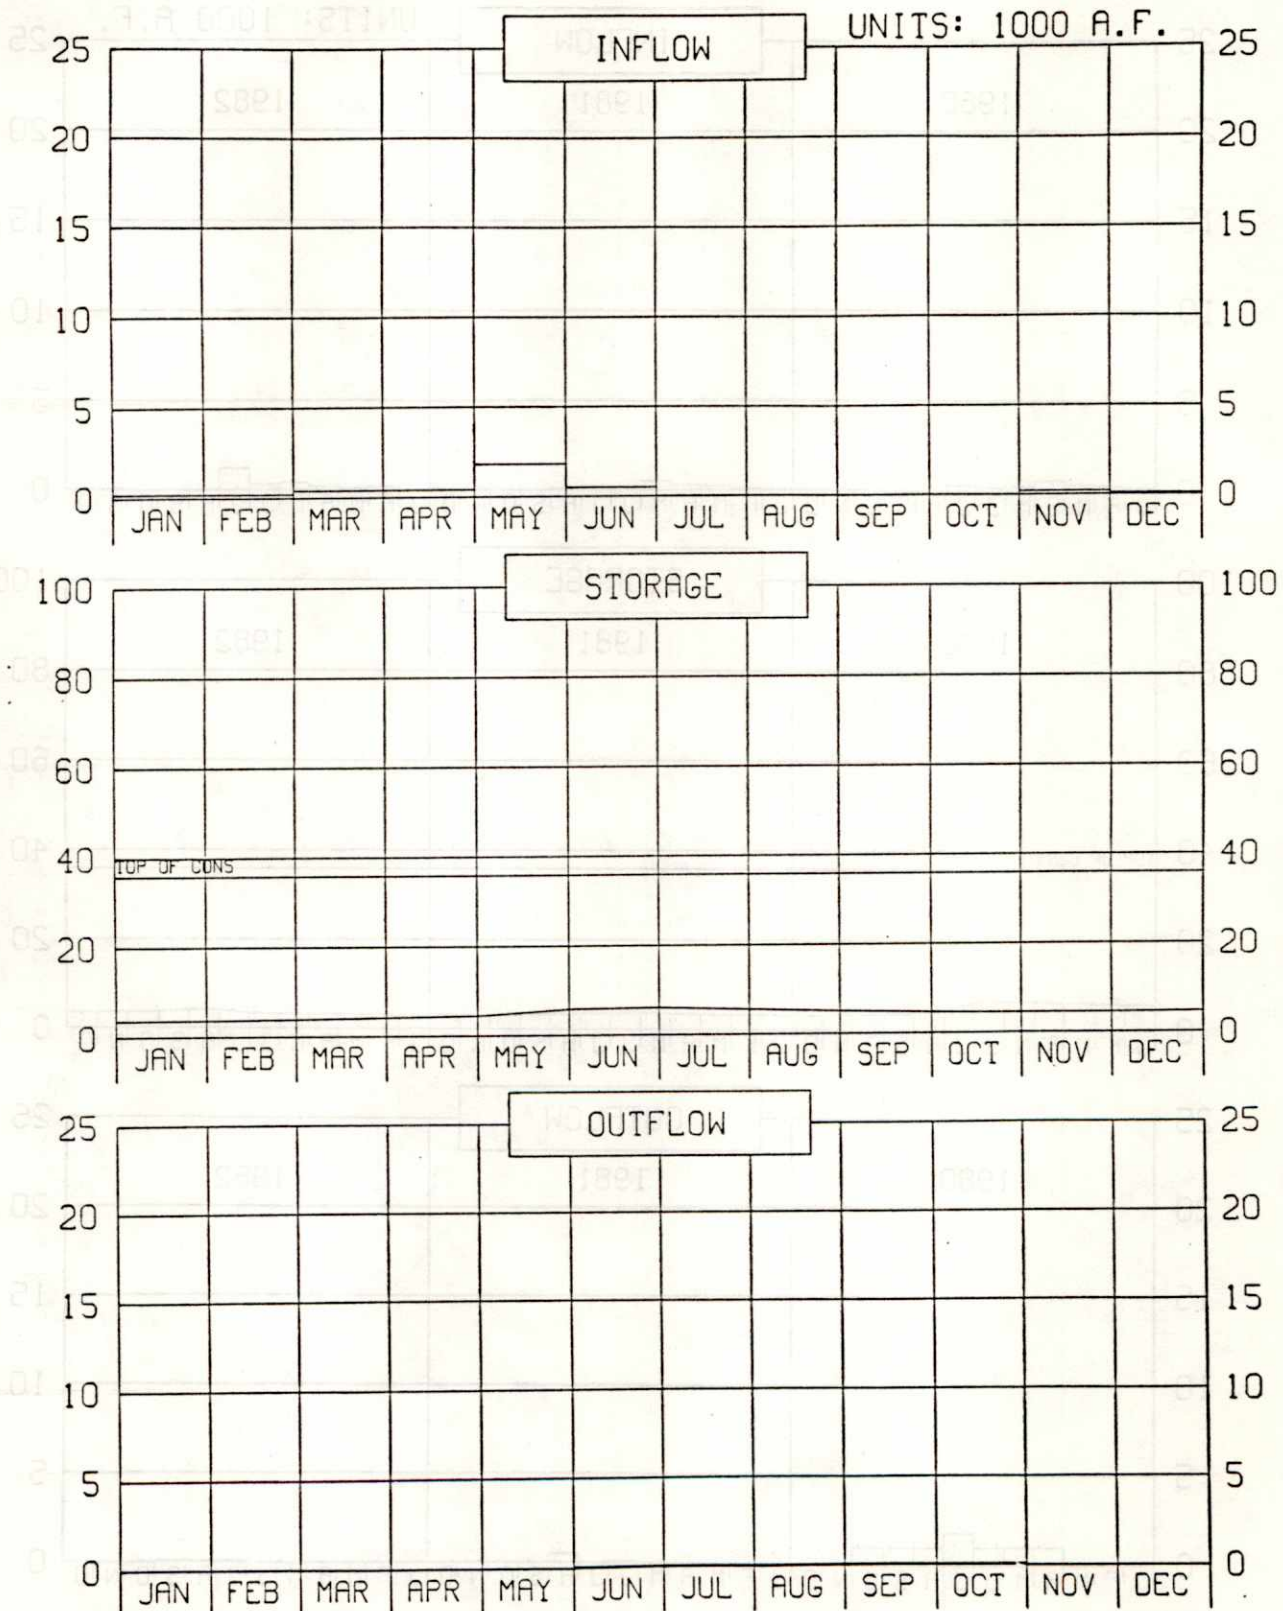 UNITS: 1000 A.F.
INFLOW
25 25
20 20
15 15
10 10
5 5
0 0
JAN FEB MAR APR MAY JUN JUL AUG SEP OCT NOV DEC
STORAGE
100 100
80 80
60 60
40 40
TOP OF CONS
20 20
0 0
JAN FEB MAR APR MAY JUN JUL AUG SEP OCT NOV DEC
OUTFLOW
25 25
20 20
15 15
10 10
5 5
0 0
JAN FEB MAR APR MAY JUN JUL AUG SEP OCT NOV DEC